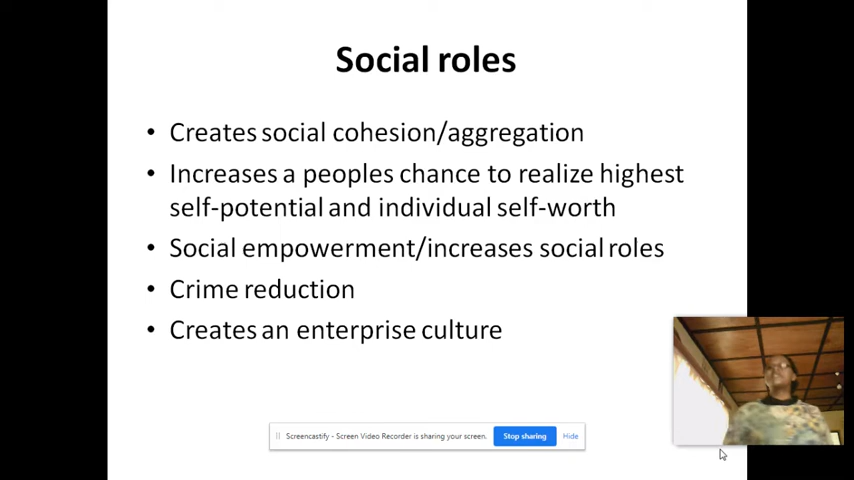 Social roles
• Creates social cohesion/aggregation
• Increases a peoples chance to realize highest
self-potential and individual self-worth
• Social empowerment/increases social roles
• Crime reduction
• Creates an enterprise culture
Screencastify - Screen Video Recorder is sharing your screen. Stop sharing Hide